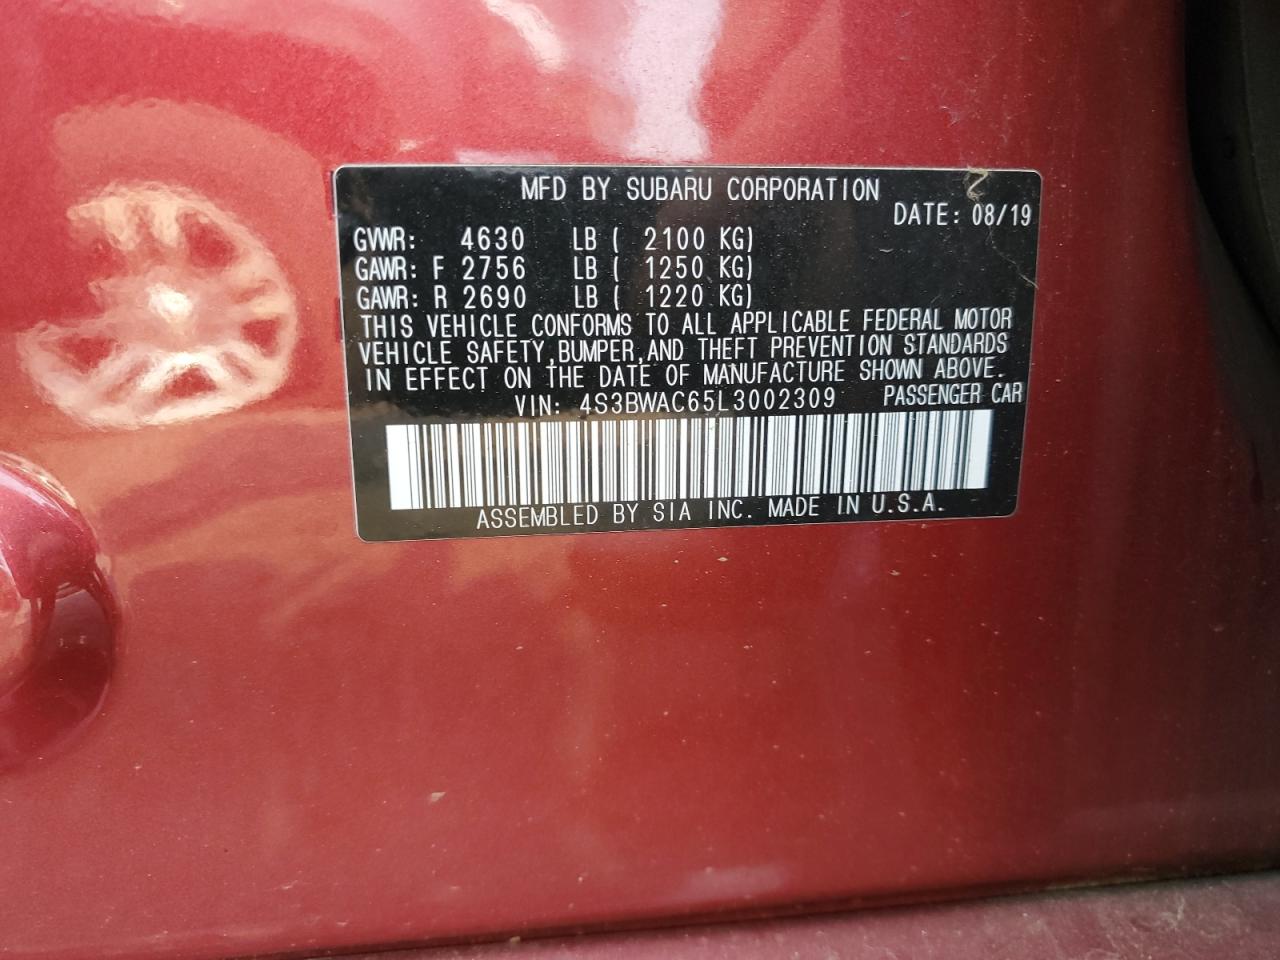 MFD BY SUBARU CORPORATION
DATE: 08/19
GVWR: 4630 LB ( 2100 KG)
GAWR: F 2756 LB ( 1250 KG)
GAWR: R 2690 LB ( 1220 KG)
THIS VEHICLE CONFORMS TO ALL APPLICABLE FEDERAL MOTOR
VEHICLE SAFETY,BUMPER,AND THEFT PREVENTION STANDARDS
IN EFFECT ON THE DATE OF MANUFACTURE SHOWN ABOVE.
VIN: 4S3BWAC65L3002309 PASSENGER CAR
ASSEMBLED BY SIA INC. MADE IN U.S.A.